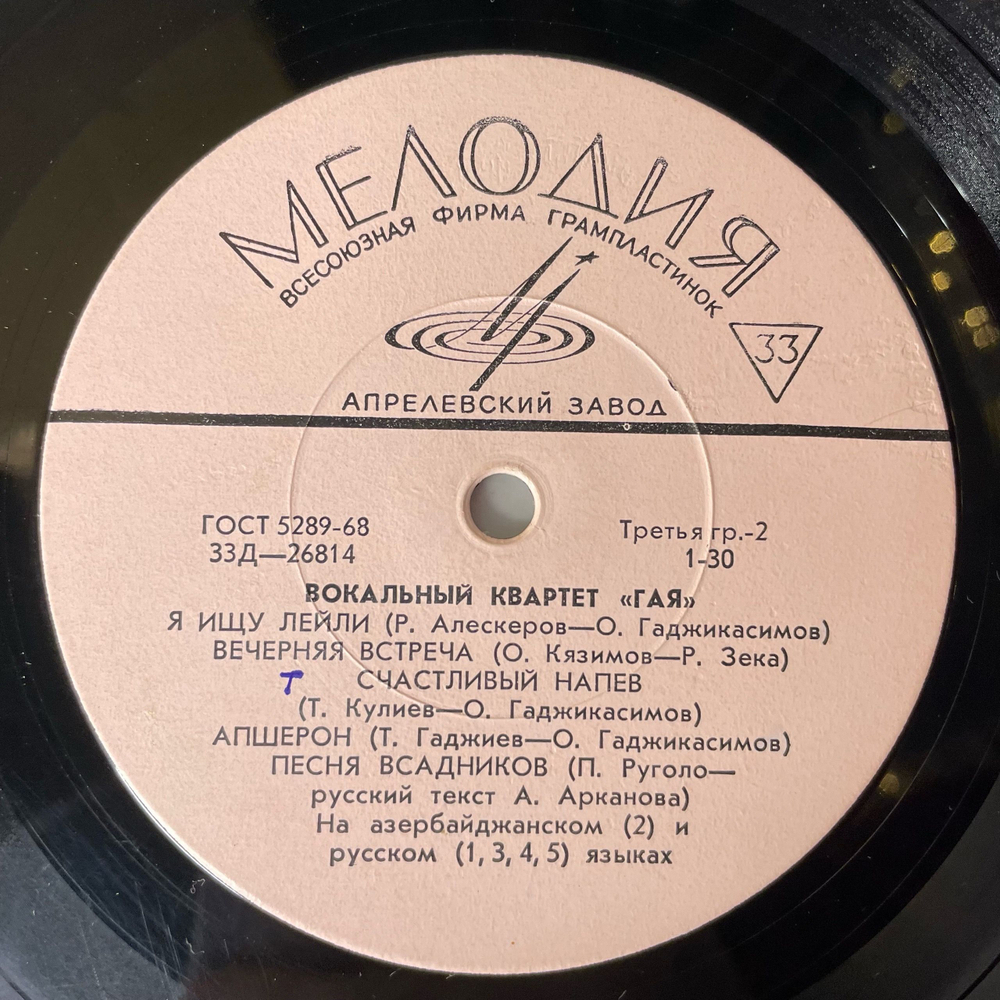 МЕЛОДИЯ
ВСЕСОЮЗНАЯ ФИРМА ГРАМПЛАСТИНОК
33
АПРЕЛЕВСКИЙ ЗАВОД
ГОСТ 5289-68
Третья гр.-2
33Д—26814
1-30
ВОКАЛЬНЫЙ КВАРТЕТ «ГАЯ»
Я ИЩУ ЛЕЙЛИ (Р. Алескеров—О. Гаджикасимов)
ВЕЧЕРНЯЯ ВСТРЕЧА (О. Кязимов—Р. Зека)
Т СЧАСТЛИВЫЙ НАПЕВ
(Т. Кулиев—О. Гаджикасимов)
АПШЕРОН (Т. Гаджиев—О. Гаджикасимов)
ПЕСНЯ ВСАДНИКОВ (П. Руголо—
русский текст А. Арканова)
На азербайджанском (2) и
русском (1, 3, 4, 5) языках